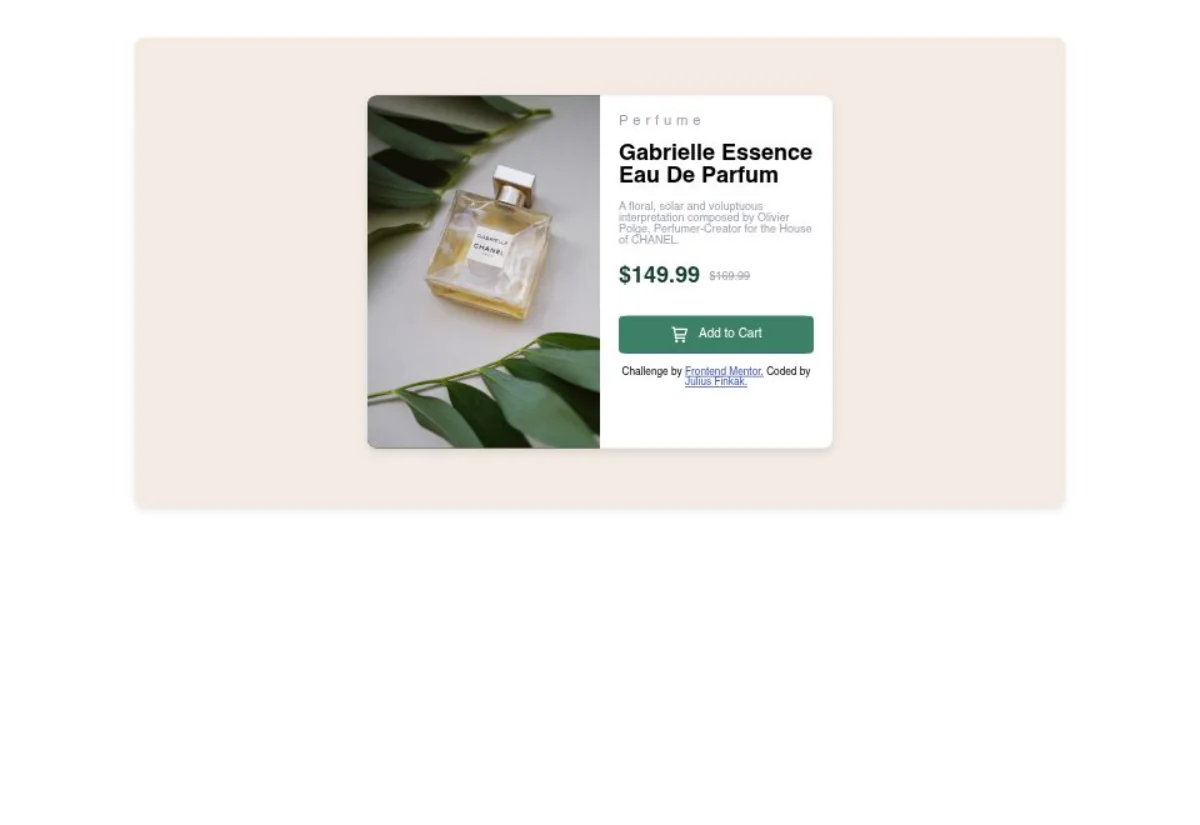 Perfume
Gabrielle Essence
Eau De Parfum
A floral, solar and voluptuous
interpretation composed by Olivier
Polge, Perfumer-Creator for the House
of CHANEL.
$149.99 $169.99
Add to Cart
Challenge by Frontend Mentor. Coded by
Julius Finkak.
GABRIELLE
CHANEL